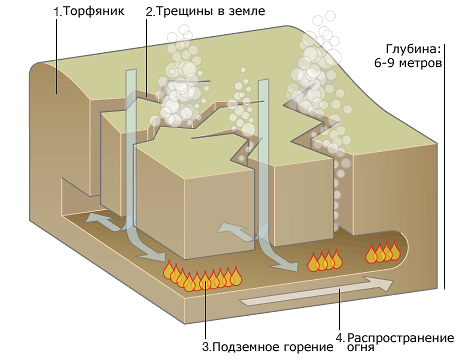 1.Торфяник
2.Трещины в земле
Глубина:
6-9 метров
3.Подземное горение огня
4.Распространение